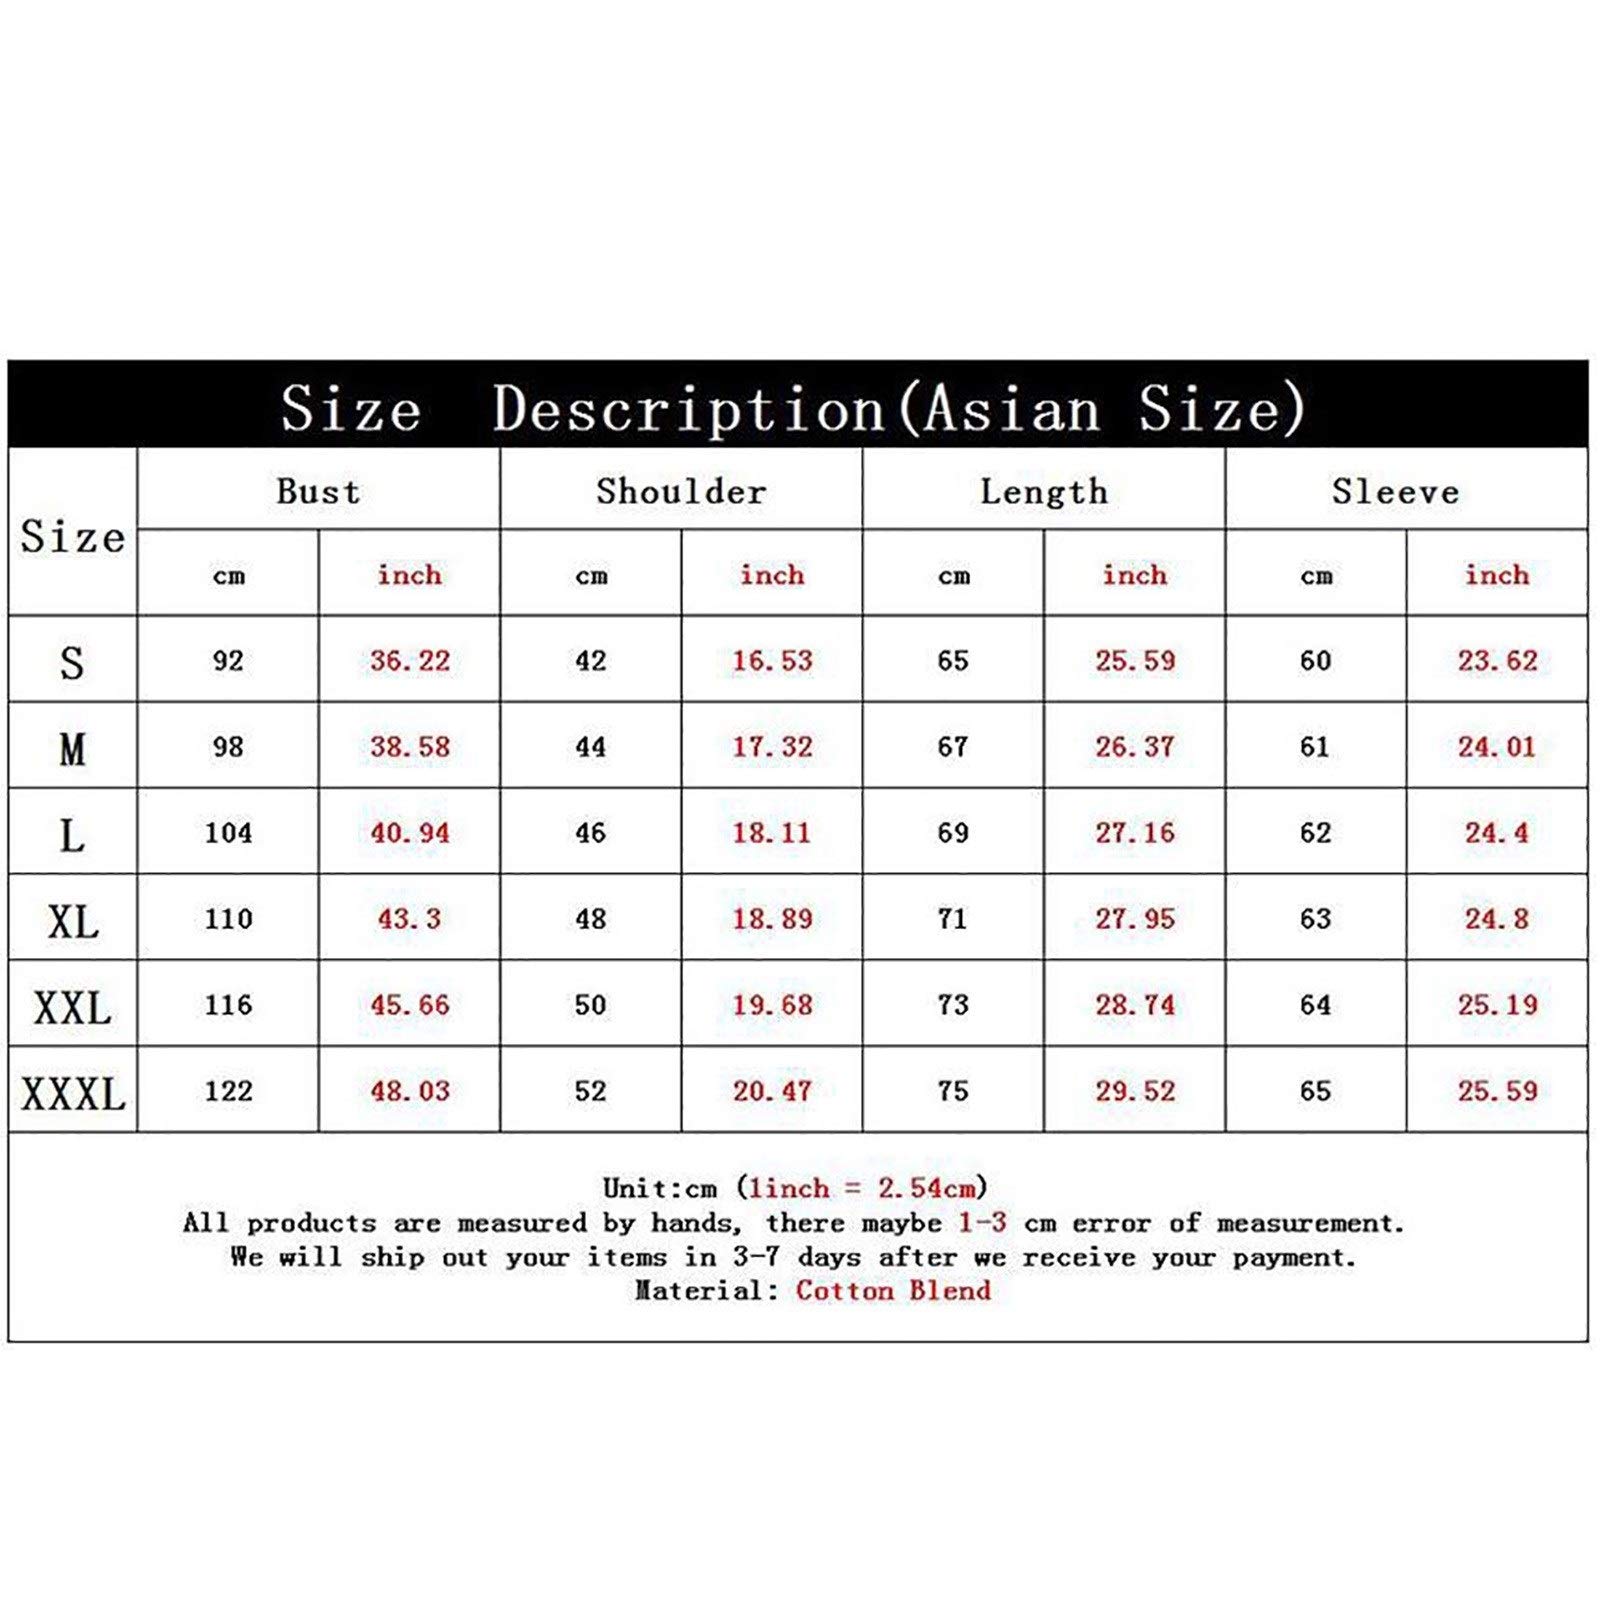 Size Description(Asian Size)
Size Bust Shoulder Length Sleeve
cm inch cm inch cm inch cm inch
S 92 36.22 42 16.53 65 25.59 60 23.62
M 98 38.58 44 17.32 67 26.37 61 24.01
L 104 40.94 46 18.11 69 27.16 62 24.4
XL 110 43.3 48 18.89 71 27.95 63 24.8
XXL 116 45.66 50 19.68 73 28.74 64 25.19
XXXL 122 48.03 52 20.47 75 29.52 65 25.59
Unit:cm (1inch = 2.54cm)
All products are measured by hands, there maybe 1-3 cm error of measurement.
We will ship out your items in 3-7 days after we receive your payment.
Material: Cotton Blend